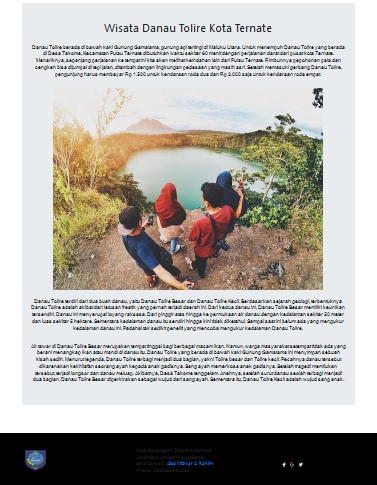 Wisata Danau Tolire Kota Ternate
Danau Tolire berada di bawah kaki Gunung Gamalama, gunung api tertinggi di Maluku Utara. Untuk menempuh Danau Tolire yang berada
di Desa Takome, Kecamatan Pulau Ternate dibutuhkan waktu sekitar 60 menit dengan perjalanan darat dari pusat kota Ternate.
Menariknya, sepanjang perjalanan ke tempat ini kita akan melihat keindahan lain dari Pulau Ternate. Rimbunnya pepohonan pala dan
cengkeh bisa dijumpai di tepi jalan, ditambah dengan lingkungan pedesaan yang masih asri. Setelah memasuki gerbang Danau Tolire,
pengunjung harus membayar Rp 1.500 untuk kendaraan roda dua dan Rp 5.000 saja untuk kendaraan roda empat.
Danau Tolire terdiri dari dua buah danau, yaitu Danau Tolire Besar dan Danau Tolire Kecil. Berdasarkan sejarah geologi, terbentuknya
Danau Tolire adalah akibat dari letusan freatik yang pernah terjadi daerah ini. Dari kedua danau ini, Danau Tolire Besar memiliki keunikan
tersendiri. Danau ini menyerupai loyang raksasa. Dari pinggir atas hingga ke permukaan air danau dengan kedalaman sekitar 50 meter
dan luas sekitar 5 hektare. Sementara kedalaman danau itu sendiri hingga kini tidak diketahui. Sampai saat ini belum ada yang mengukur
kedalaman danau ini. Padahal tak sedikit peneliti yang mencoba mengukur kedalaman Danau Tolire.
Air tawar di Danau Tolire Besar merupakan tempat tinggal bagi berbagai macam ikan. Namun, warga masyarakat setempat tidak ada yang
berani menangkap ikan atau mandi di danau itu. Danau Tolire yang berada di bawah kaki Gunung Gamalama ini menyimpan sebuah
kisah sedih. Menurut legenda, Danau Tolire terbagi menjadi dua bagian, yakni Tolire besar dan Tolire kecil. Pecahnya danau tersebut
dikarenakan kekhilafan seorang ayah kepada anak gadisnya. Sang ayah memerkosa anak gadisnya. Setelah tragedi memilukan
tersebut, terjadi longsor dan danau meluap. Akibatnya, Desa Takome tenggelam. Anehnya, setelah surut danau seolah terbagi menjadi
dua bagian. Danau Tolire Besar diperkirakan sebagai wujud dari sang ayah. Sementara itu, Danau Tolire Kecil adalah wujud sang anak.